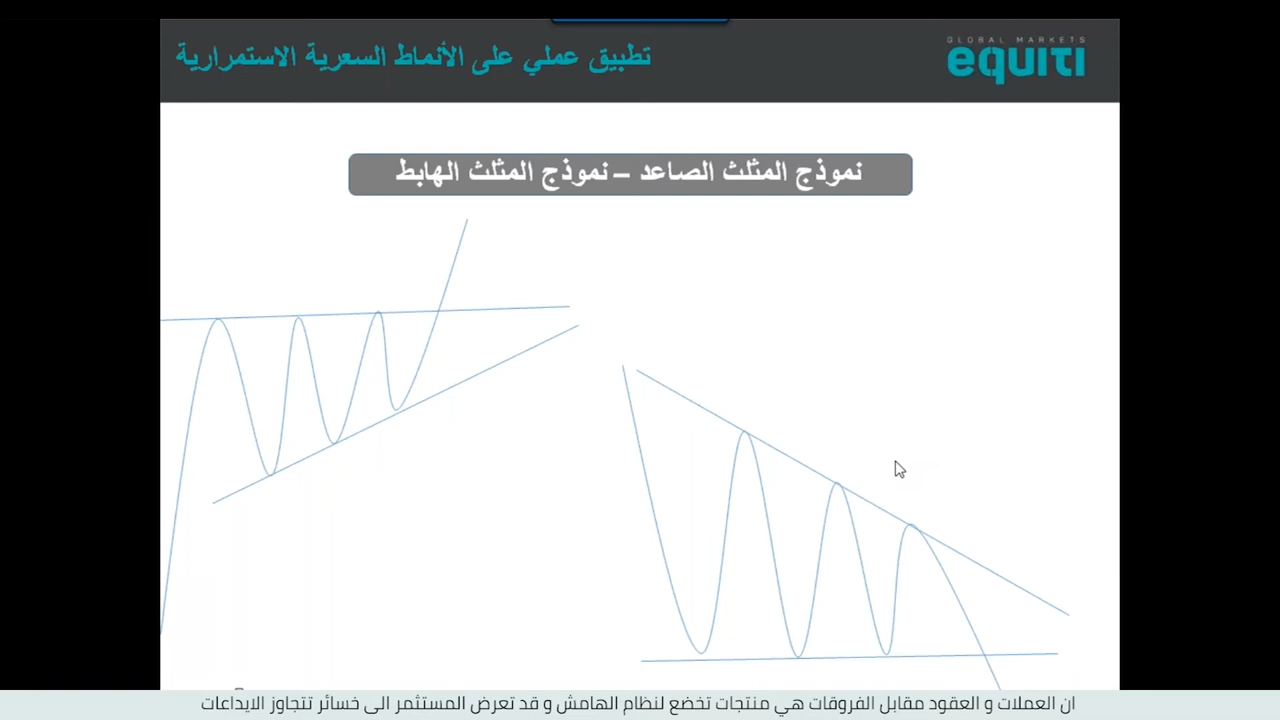 تطبيق عملي على الأنماط السعرية الاستمرارية
GLOBAL MARKETS
equiti
نموذج المثلث الصاعد – نموذج المثلث الهابط
ان العملات و العقود مقابل الفروقات هي منتجات تخضع لنظام الهامش و قد تعرض المستثمر الى خسائر تتجاوز الايداعات